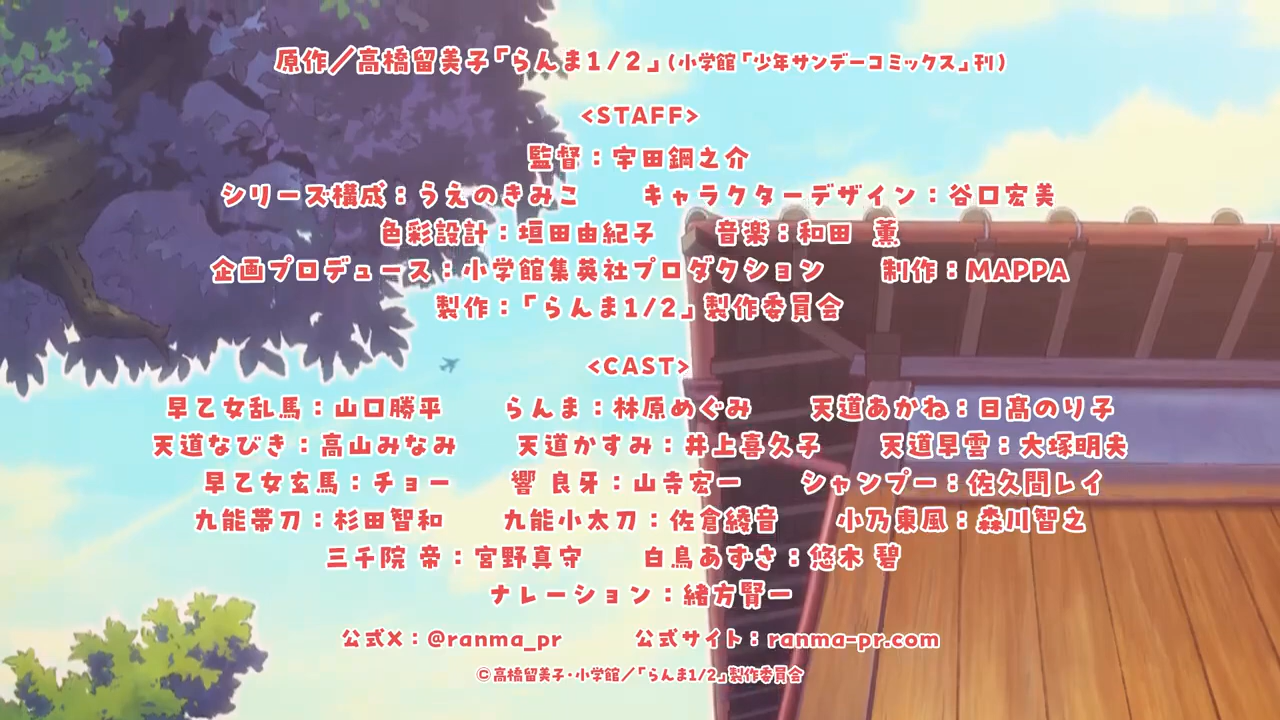 原作／高橋留美子「らんま1/2」（小学館「少年サンデーコミックス」刊）
<STAFF>
監督：宇田鋼之介
シリーズ構成：うえのきみこ　キャラクターデザイン：谷口宏美
色彩設計：垣田由紀子　音楽：和田 薫
企画プロデュース：小学館集英社プロダクション　制作：MAPPA
製作：「らんま1/2」製作委員会
<CAST>
早乙女乱馬：山口勝平　らんま：林原めぐみ　天道あかね：日髙のり子
天道なびき：高山みなみ　天道かすみ：井上喜久子　天道早雲：大塚明夫
早乙女玄馬：チョー　響 良牙：山寺宏一　シャンプー：佐久間レイ
九能帯刀：杉田智和　九能小太刀：佐倉綾音　小乃東風：森川智之
三千院 帝：宮野真守　白鳥あずさ：悠木 碧
ナレーション：緒方賢一
公式X：@ranma_pr　公式サイト：ranma-pr.com
©高橋留美子・小学館／「らんま1/2」製作委員会